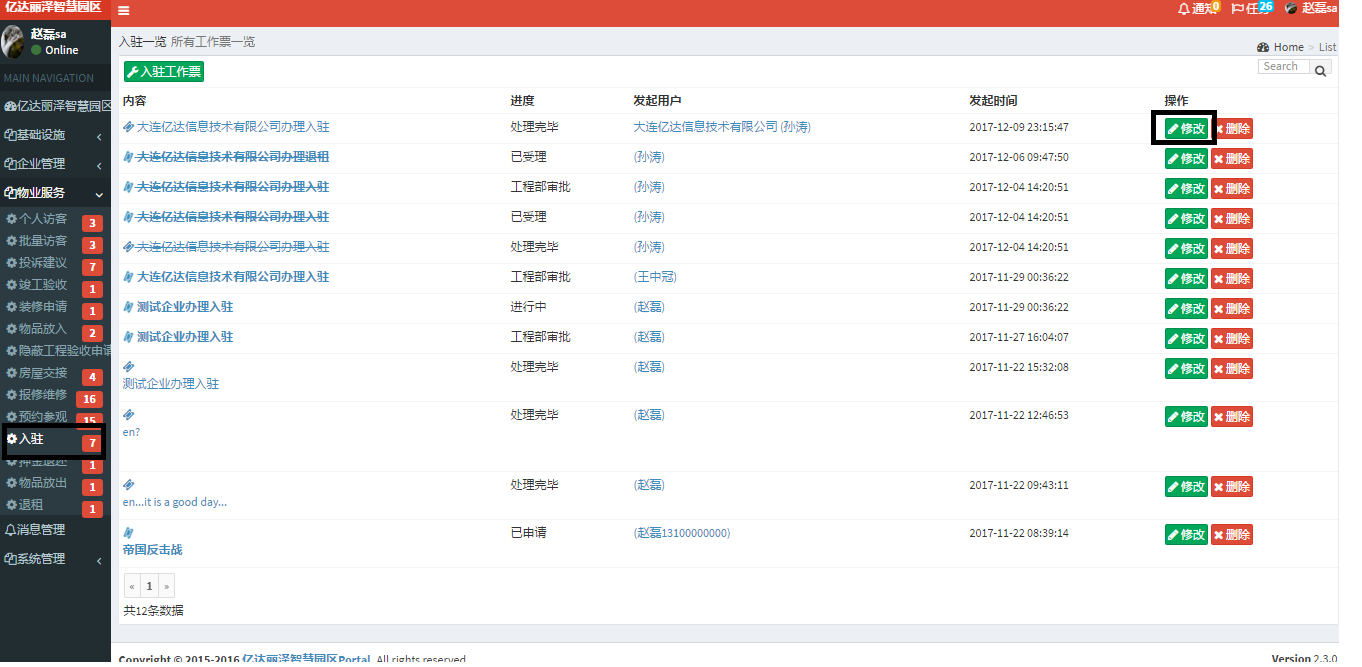 亿达丽泽智慧园区
通知 0 任务 26 赵磊sa
赵磊sa
Online
MAIN NAVIGATION
亿达丽泽智慧园区
基础设施
企业管理
物业服务
个人访客 3
批量访客 3
投诉建议 7
竣工验收 1
装修申请 1
物品放入 2
隐蔽工程验收申请
房屋交接 4
报修维修 16
预约参观 15
入驻 7
押金退还 1
物品放出 1
退租 1
消息管理
系统管理
入驻一览 所有工作票一览
Home > List
入驻工作票
Search
内容 进度 发起用户 发起时间 操作
大连亿达信息技术有限公司办理入驻 处理完毕 大连亿达信息技术有限公司 (孙涛) 2017-12-09 23:15:47 修改 删除
大连亿达信息技术有限公司办理退租 已受理 (孙涛) 2017-12-06 09:47:50 修改 删除
大连亿达信息技术有限公司办理入驻 工程部审批 (孙涛) 2017-12-04 14:20:51 修改 删除
大连亿达信息技术有限公司办理入驻 已受理 (孙涛) 2017-12-04 14:20:51 修改 删除
大连亿达信息技术有限公司办理入驻 处理完毕 (孙涛) 2017-12-04 14:20:51 修改 删除
大连亿达信息技术有限公司办理入驻 工程部审批 (王中冠) 2017-11-29 00:36:22 修改 删除
测试企业办理入驻 进行中 (赵磊) 2017-11-29 00:36:22 修改 删除
测试企业办理入驻 工程部审批 (赵磊) 2017-11-27 16:04:07 修改 删除
测试企业办理入驻 处理完毕 (赵磊) 2017-11-22 15:32:08 修改 删除
en? 处理完毕 (赵磊) 2017-11-22 12:46:53 修改 删除
en...it is a good day... 处理完毕 (赵磊) 2017-11-22 09:43:11 修改 删除
帝国反击战 已申请 (赵磊13100000000) 2017-11-22 08:39:14 修改 删除
« 1 »
共12条数据
Copyright © 2015-2016 亿达丽泽智慧园区Portal. All rights reserved. Version 2.3.0